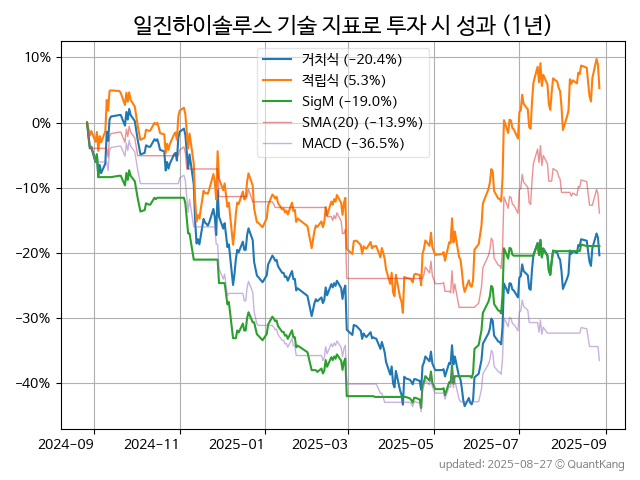 일진하이솔루스 기술 지표로 투자 시 성과 (1년)
거치식 (−20.4%)
적립식 (5.3%)
SigM (−19.0%)
SMA(20) (−13.9%)
MACD (−36.5%)
10%
0%
−10%
−20%
−30%
−40%
2024-09 2024-11 2025-01 2025-03 2025-05 2025-07 2025-09
updated: 2025-08-27 © QuantKang